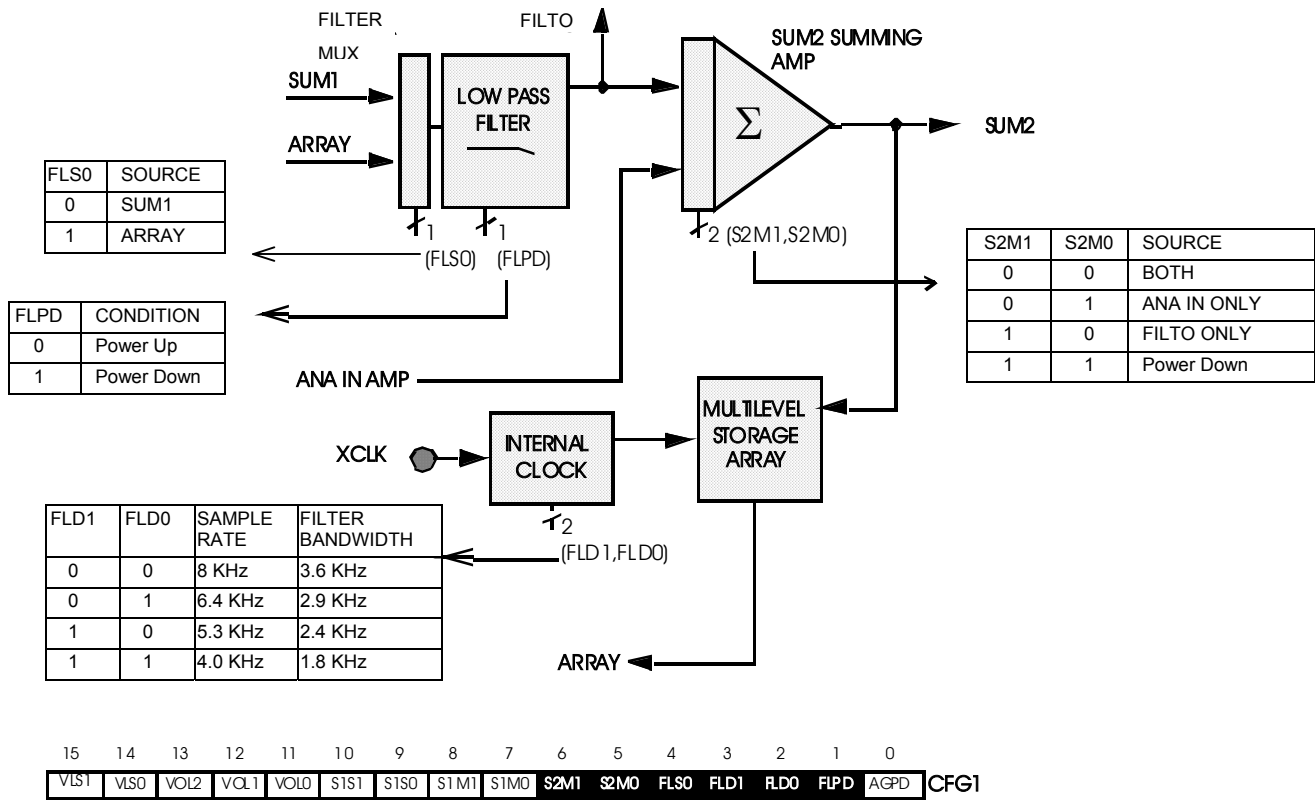 FILTER
MUX
FILTO
SUM2 SUMMING
AMP
SUM1
ARRAY
LOW PASS
FILTER
Σ
SUM2
FLS0 SOURCE
0 SUM1
1 ARRAY
1
(FLS0)
1
(FLPD)
2 (S2M1,S2M0)
S2M1 S2M0 SOURCE
0 0 BOTH
0 1 ANA IN ONLY
1 0 FILTO ONLY
1 1 Power Down
FLPD CONDITION
0 Power Up
1 Power Down
ANA IN AMP
XCLK
INTERNAL
CLOCK
MULTILEVEL
STORAGE
ARRAY
2
(FLD1,FLD0)
FLD1 FLD0 SAMPLE RATE FILTER BANDWIDTH
0 0 8 KHz 3.6 KHz
0 1 6.4 KHz 2.9 KHz
1 0 5.3 KHz 2.4 KHz
1 1 4.0 KHz 1.8 KHz
ARRAY
15 14 13 12 11 10 9 8 7 6 5 4 3 2 1 0
VLS1 VLS0 VOL2 VOL1 VOL0 S1S1 S1S0 S1M1 S1M0 S2M1 S2M0 FLS0 FLD1 FLD0 FLPD AGPD CFG1